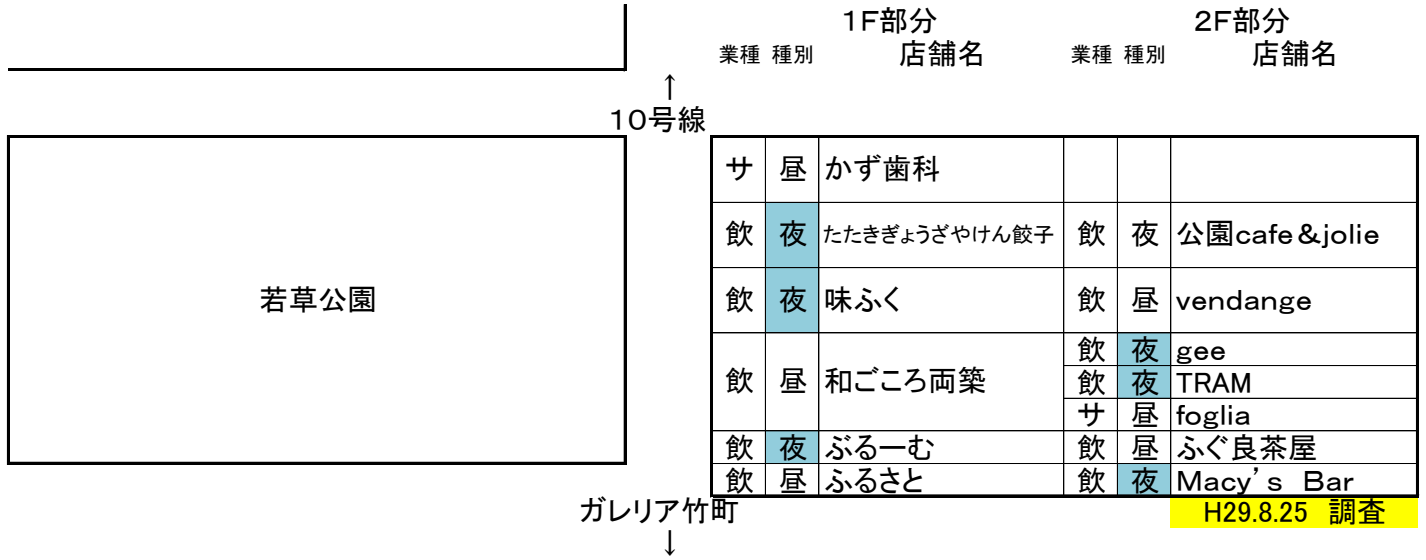 1F部分 2F部分
業種 種別 店舗名 業種 種別 店舗名
↑
10号線
若草公園
サ 昼 かず歯科
飲 夜 たたきぎょうざやけん餃子 飲 夜 公園cafe&jolie
飲 夜 味ふく 飲 昼 vendange
飲 昼 和ごころ両築 飲 夜 gee
飲 夜 TRAM
サ 昼 foglia
飲 夜 ぶるーむ 飲 昼 ふぐ良茶屋
飲 昼 ふるさと 飲 夜 Macy's Bar
ガレリア竹町 H29.8.25 調査
↓